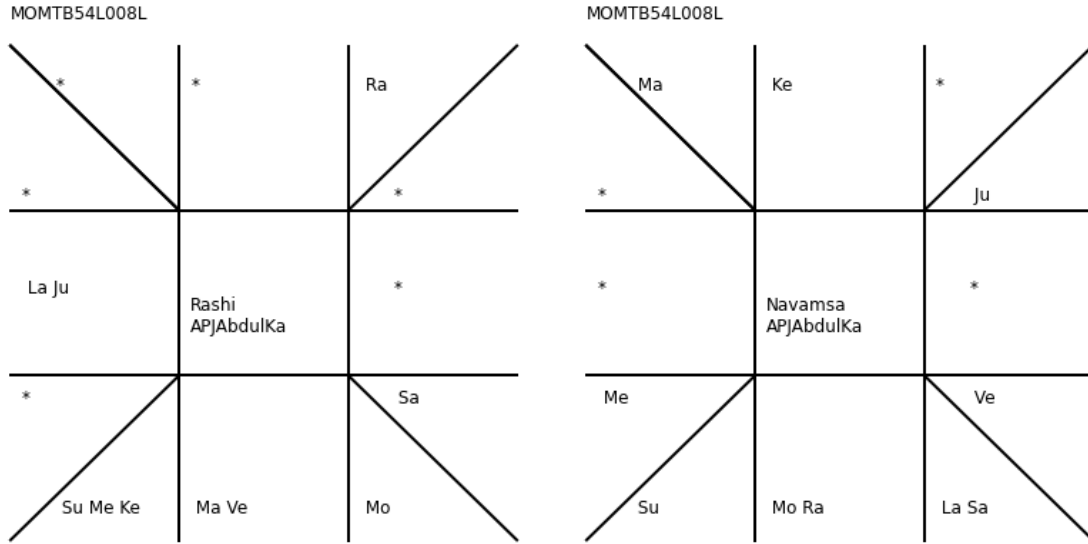 MOMTB54L008L
* * Ra
* *
La Ju *
Rashi
APJAbdulKa
* Sa
Su Me Ke Ma Ve Mo
MOMTB54L008L
Ma Ke *
* Ju
* *
Navamsa
APJAbdulKa
Me Ve
Su Mo Ra La Sa